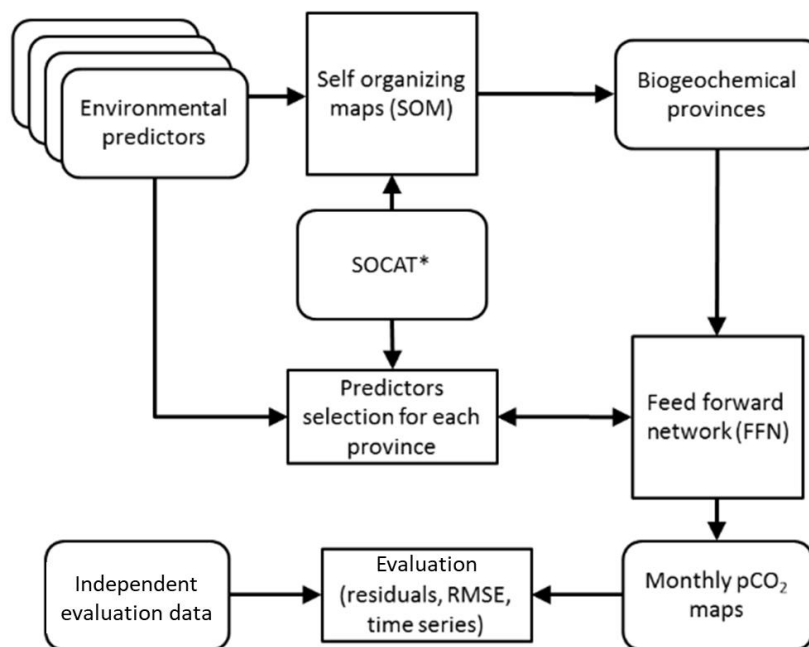 Environmental
predictors
Self organizing
maps (SOM)
Biogeochemical
provinces
SOCAT*
Predictors
selection for each
province
Feed forward
network (FFN)
Independent
evaluation data
Evaluation
(residuals, RMSE,
time series)
Monthly pCO₂
maps